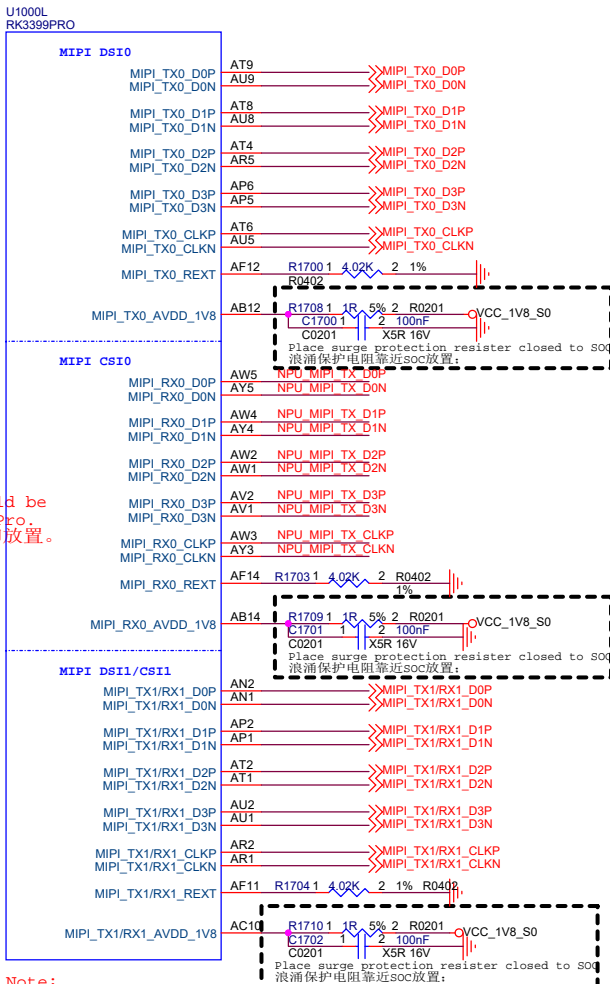 U1000L
RK3399PRO
MIPI DSI0
MIPI_TX0_D0P AT9 MIPI_TX0_D0P
MIPI_TX0_D0N AU9 MIPI_TX0_D0N
MIPI_TX0_D1P AT8 MIPI_TX0_D1P
MIPI_TX0_D1N AU8 MIPI_TX0_D1N
MIPI_TX0_D2P AT4 MIPI_TX0_D2P
MIPI_TX0_D2N AR5 MIPI_TX0_D2N
MIPI_TX0_D3P AP6 MIPI_TX0_D3P
MIPI_TX0_D3N AP5 MIPI_TX0_D3N
MIPI_TX0_CLKP AT6 MIPI_TX0_CLKP
MIPI_TX0_CLKN AU5 MIPI_TX0_CLKN
MIPI_TX0_REXT AF12 R1700 1 4.02K 2 1%
R0402
MIPI_TX0_AVDD_1V8 AB12 R1708 1 1R 5% 2 R0201 VCC_1V8_S0
C1700 1 2 100nF
C0201 X5R 16V
Place surge protection resister closed to SOC
浪涌保护电阻靠近SOC放置;
MIPI CSI0
MIPI_RX0_D0P AW5 NPU_MIPI_TX_D0P
MIPI_RX0_D0N AY5 NPU_MIPI_TX_D0N
MIPI_RX0_D1P AW4 NPU_MIPI_TX_D1P
MIPI_RX0_D1N AY4 NPU_MIPI_TX_D1N
MIPI_RX0_D2P AW2 NPU_MIPI_TX_D2P
MIPI_RX0_D2N AW1 NPU_MIPI_TX_D2N
MIPI_RX0_D3P AV2 NPU_MIPI_TX_D3P
MIPI_RX0_D3N AV1 NPU_MIPI_TX_D3N
MIPI_RX0_CLKP AW3 NPU_MIPI_TX_CLKP
MIPI_RX0_CLKN AY3 NPU_MIPI_TX_CLKN
ld be
Pro.
放置。
MIPI_RX0_REXT AF14 R1703 1 4.02K 2 R0402
1%
MIPI_RX0_AVDD_1V8 AB14 R1709 1 1R 5% 2 R0201 VCC_1V8_S0
C1701 1 2 100nF
C0201 X5R 16V
Place surge protection resister closed to SOC
浪涌保护电阻靠近SOC放置;
MIPI DSI1/CSI1
MIPI_TX1/RX1_D0P AN2 MIPI_TX1/RX1_D0P
MIPI_TX1/RX1_D0N AN1 MIPI_TX1/RX1_D0N
MIPI_TX1/RX1_D1P AP2 MIPI_TX1/RX1_D1P
MIPI_TX1/RX1_D1N AP1 MIPI_TX1/RX1_D1N
MIPI_TX1/RX1_D2P AT2 MIPI_TX1/RX1_D2P
MIPI_TX1/RX1_D2N AT1 MIPI_TX1/RX1_D2N
MIPI_TX1/RX1_D3P AU2 MIPI_TX1/RX1_D3P
MIPI_TX1/RX1_D3N AU1 MIPI_TX1/RX1_D3N
MIPI_TX1/RX1_CLKP AR2 MIPI_TX1/RX1_CLKP
MIPI_TX1/RX1_CLKN AR1 MIPI_TX1/RX1_CLKN
MIPI_TX1/RX1_REXT AF11 R1704 1 4.02K 2 1% R0402
MIPI_TX1/RX1_AVDD_1V8 AC10 R1710 1 1R 5% 2 R0201 VCC_1V8_S0
C1702 1 2 100nF
C0201 X5R 16V
Place surge protection resister closed to SOC
浪涌保护电阻靠近SOC放置;
Note: